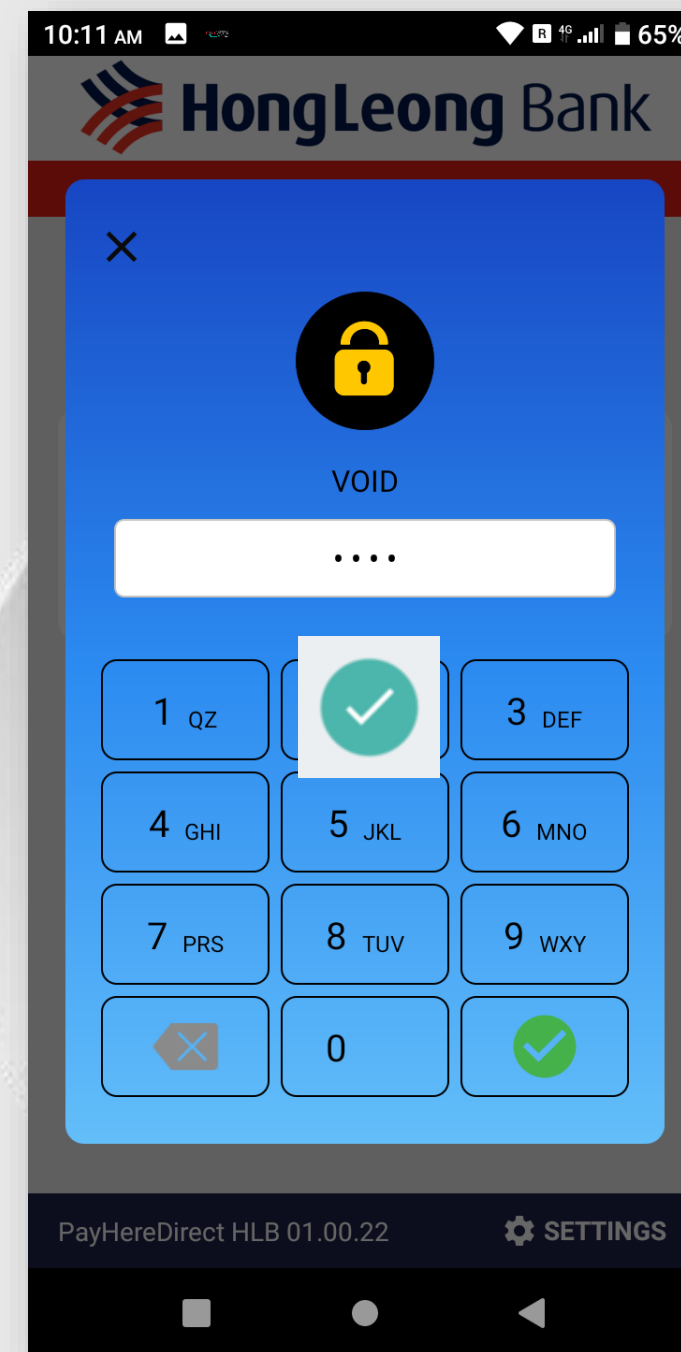 10:11 AM R 4G 65%
HongLeong Bank
VOID
1 QZ 3 DEF
4 GHI 5 JKL 6 MNO
7 PRS 8 TUV 9 WXY
0
PayHereDirect HLB 01.00.22 SETTINGS